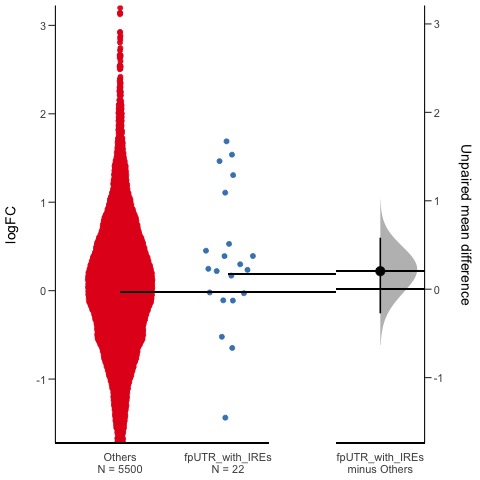 logFC
3
2
1
0
-1
3
2
1
0
-1
Unpaired mean difference
Others
N = 5500
fpUTR_with_IREs
N = 22
fpUTR_with_IREs
minus Others